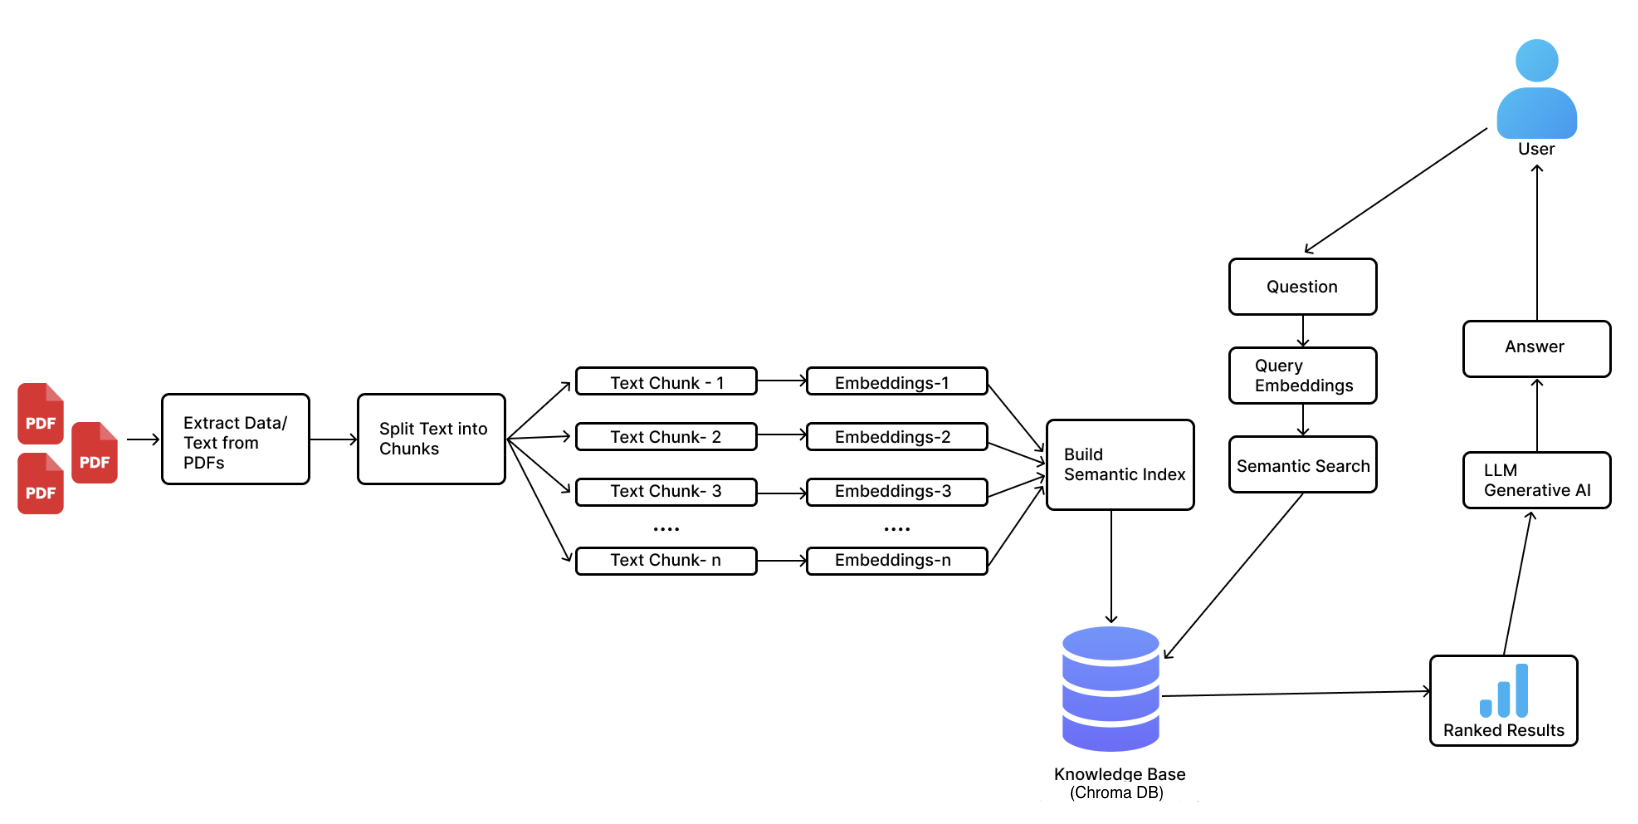 PDF
PDF
PDF
Extract Data/
Text from
PDFs
Split Text into
Chunks
Text Chunk - 1
Text Chunk- 2
Text Chunk- 3
....
Text Chunk- n
Embeddings-1
Embeddings-2
Embeddings-3
....
Embeddings-n
Build
Semantic Index
Knowledge Base
(Chroma DB)
User
Question
Query
Embeddings
Semantic Search
Ranked Results
LLM
Generative AI
Answer